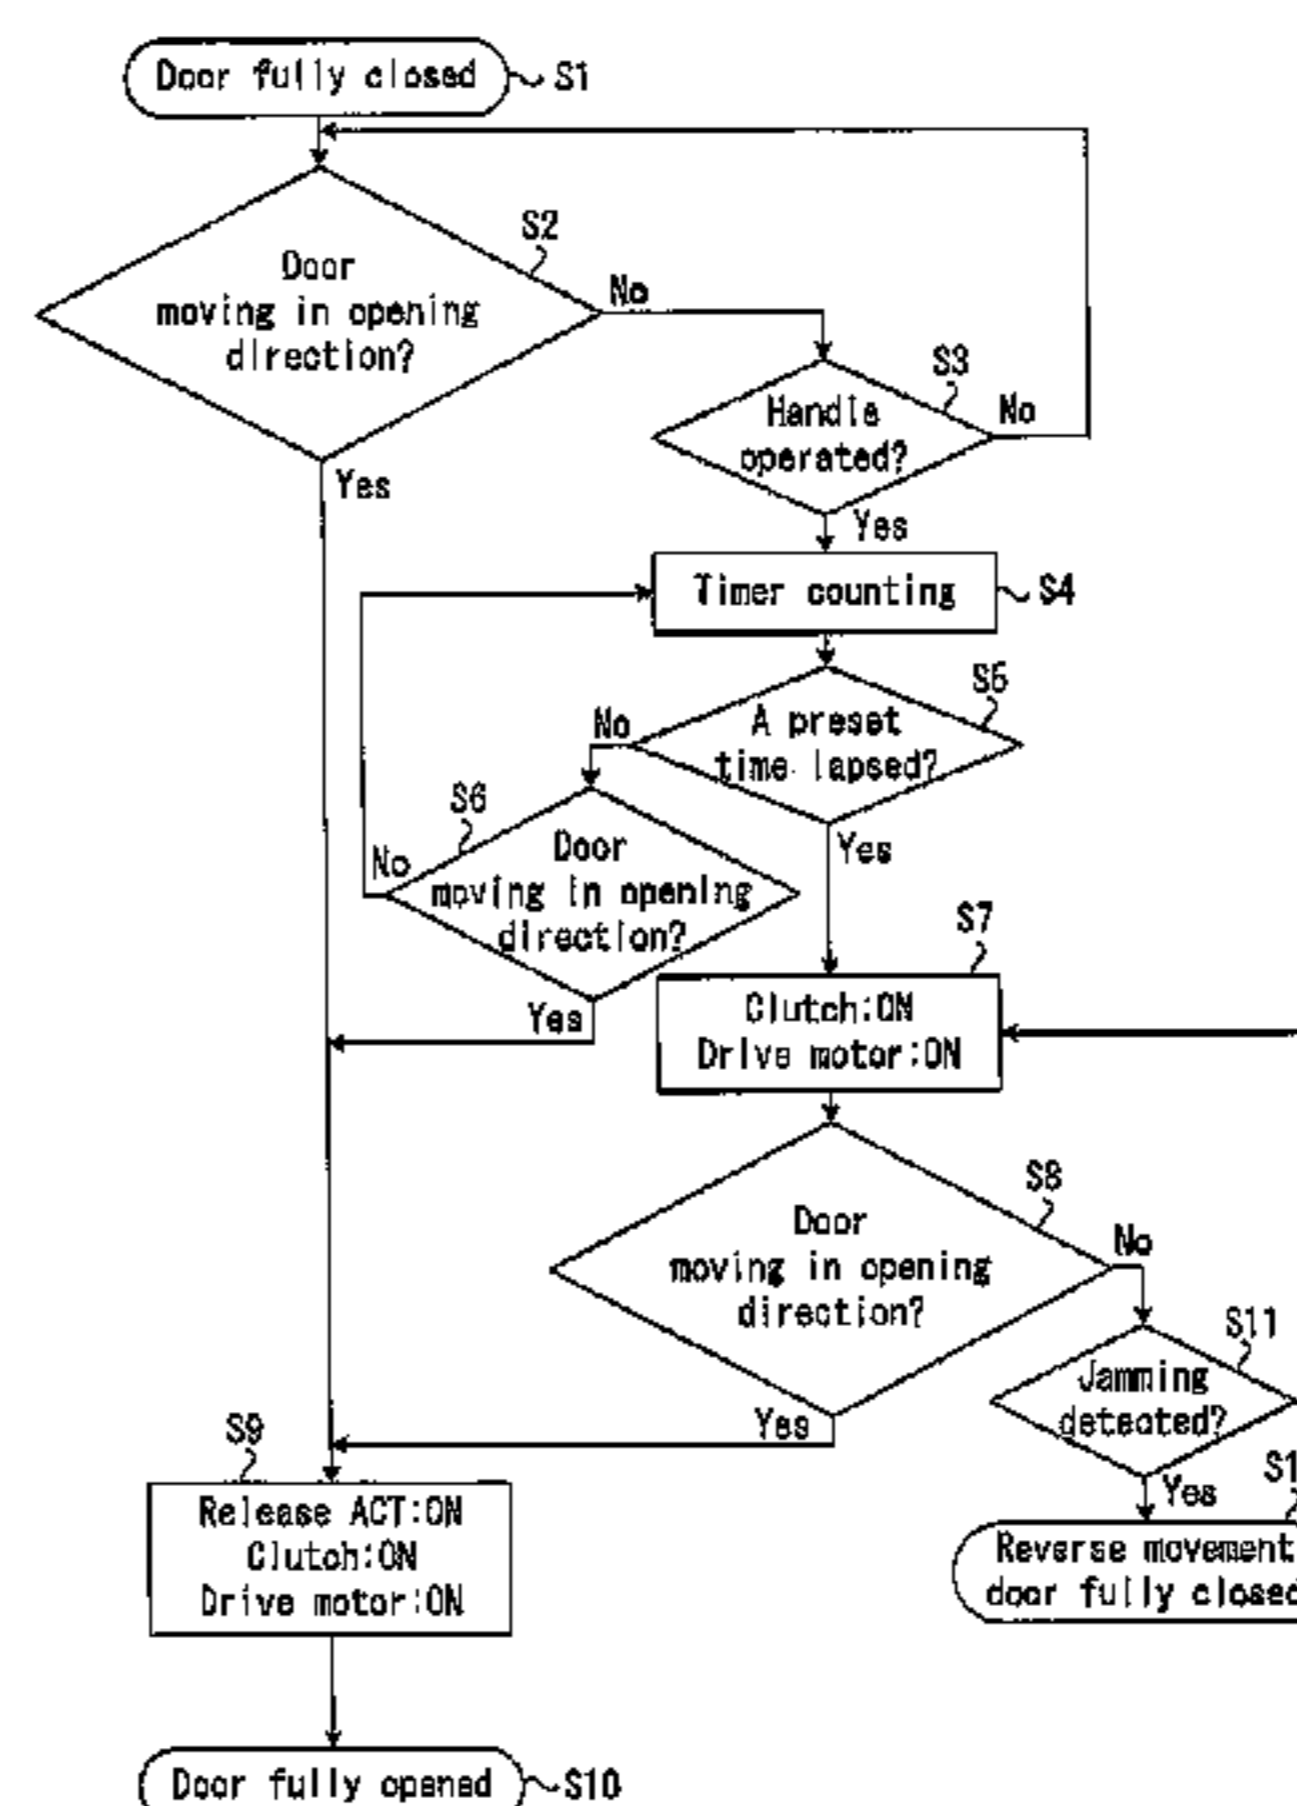 Door fully closed
S1
S2
Door
moving in opening
direction?
No
Yes
S3
Handle
operated?
No
Yes
Timer counting
S4
S5
A preset
time lapsed?
No
Yes
S6
Door
moving in opening
direction?
No
Yes
S7
Clutch:ON
Drive motor:ON
S8
Door
moving in opening
direction?
No
Yes
S11
Jamming
detected?
Yes
S9
Release ACT:ON
Clutch:ON
Drive motor:ON
Reverse movement
door fully closed
Door fully opened
S10